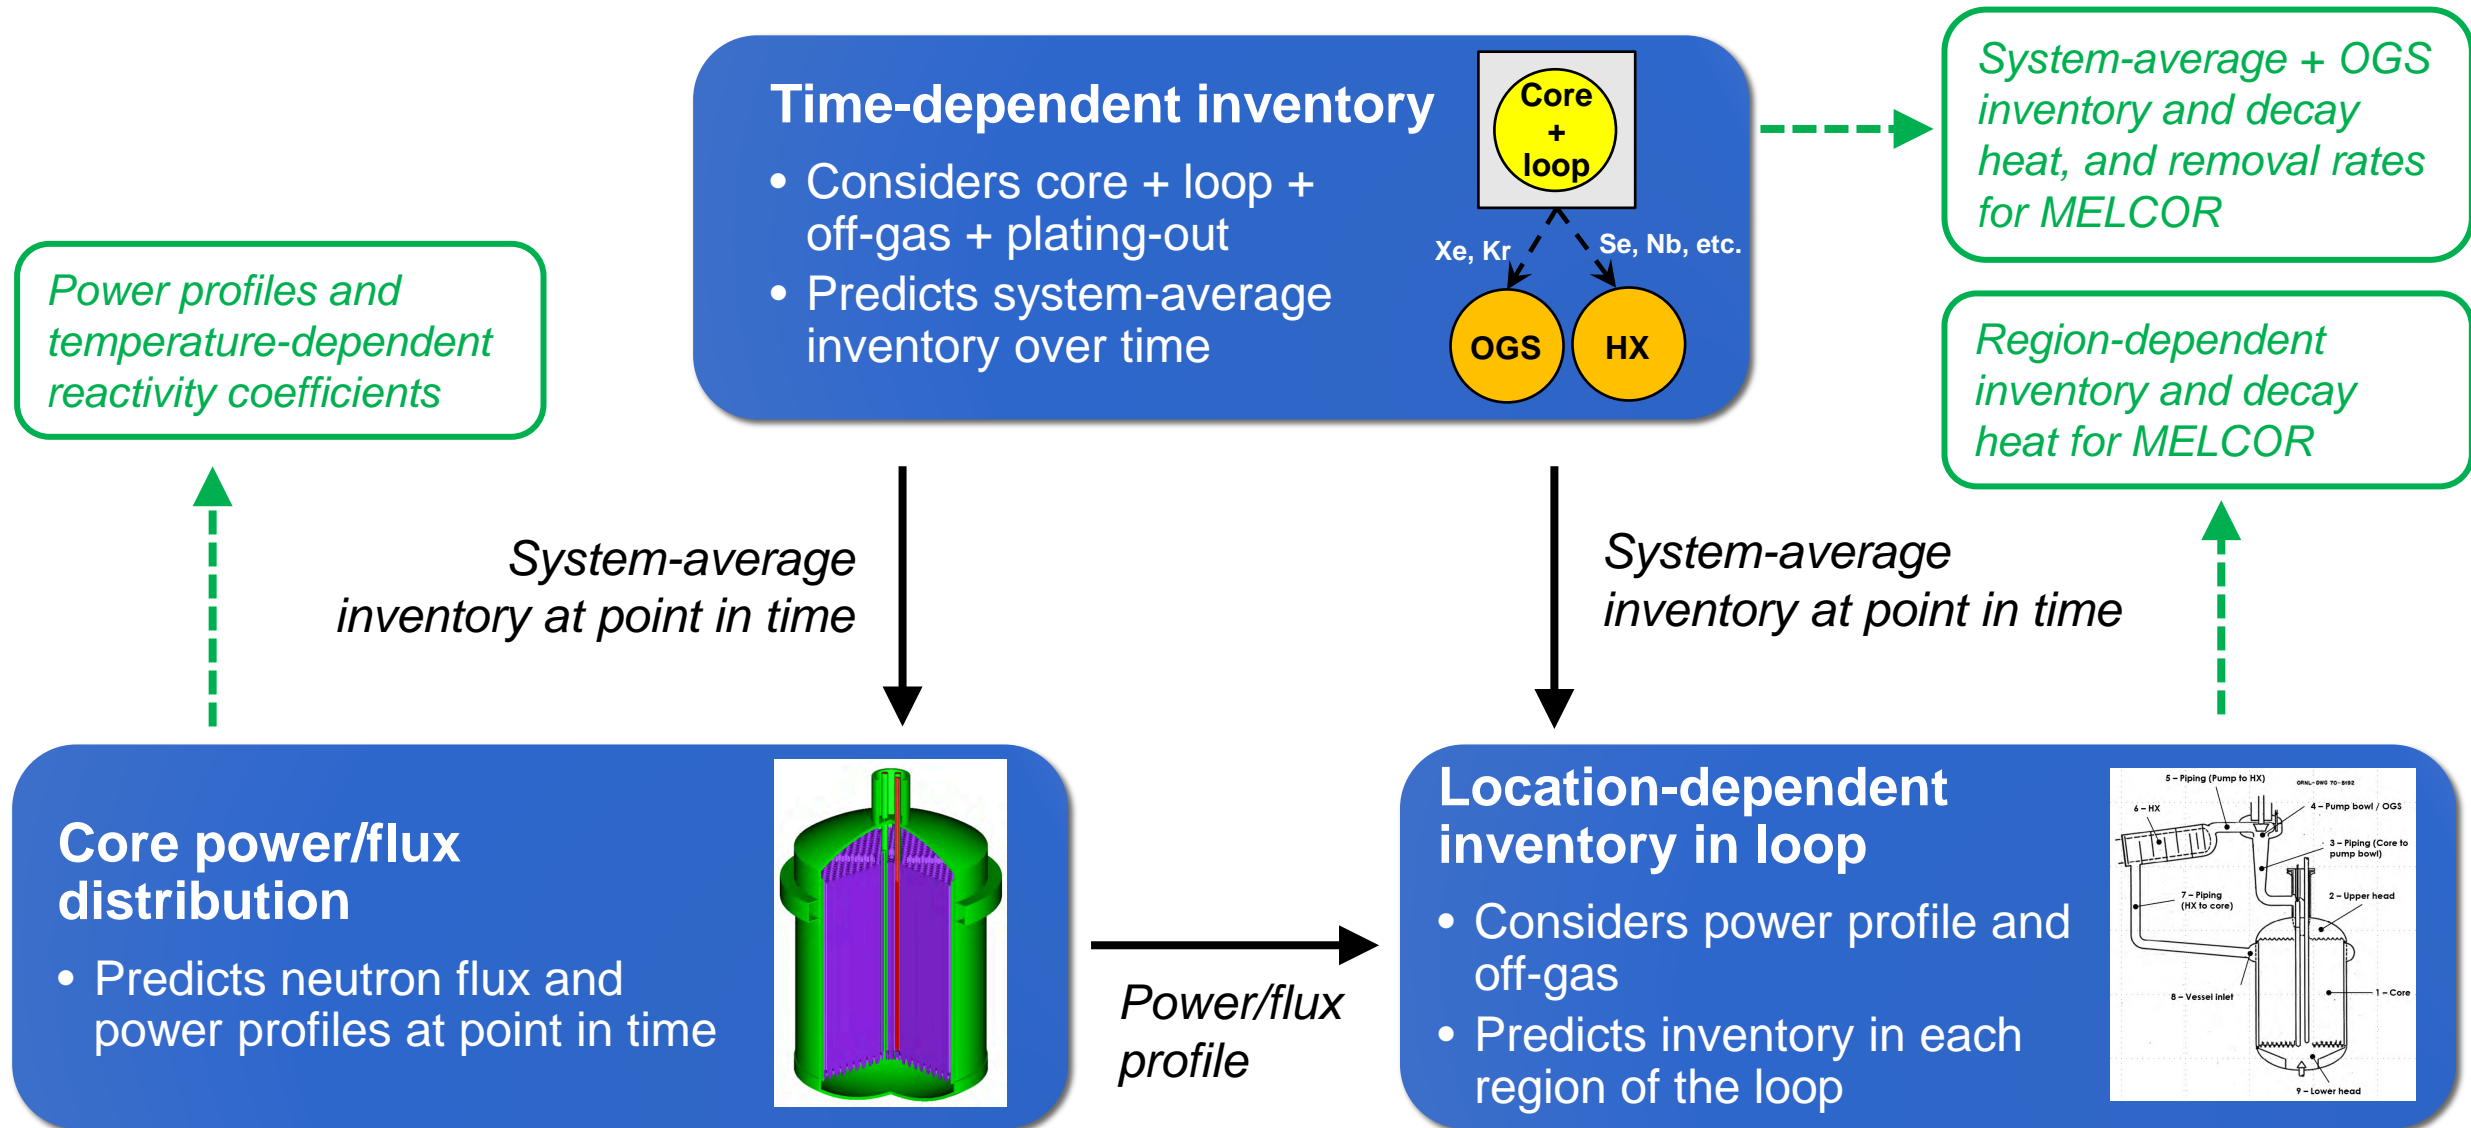 Time-dependent inventory
• Considers core + loop +
off-gas + plating-out
• Predicts system-average
inventory over time
Core
+
loop
Xe, Kr
Se, Nb, etc.
OGS
HX
System-average + OGS
inventory and decay
heat, and removal rates
for MELCOR
Power profiles and
temperature-dependent
reactivity coefficients
Region-dependent
inventory and decay
heat for MELCOR
System-average
inventory at point in time
System-average
inventory at point in time
Core power/flux
distribution
• Predicts neutron flux and
power profiles at point in time
Power/flux
profile
Location-dependent
inventory in loop
• Considers power profile and
off-gas
• Predicts inventory in each
region of the loop
5 – Piping (Pump to HX)
ORNL-DWG 70-5192
6 – HX
4 – Pump bowl / OGS
3 – Piping (Core to
pump bowl)
7 – Piping
(HX to core)
2 – Upper head
8 – Vessel inlet
1 – Core
9 – Lower head